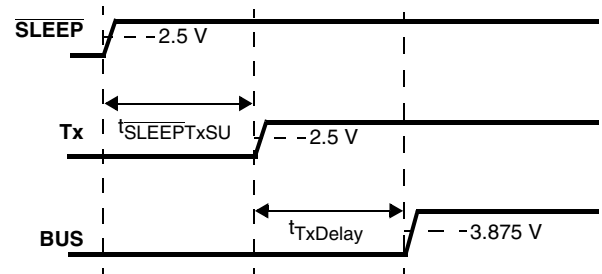 SLEEP
2.5 V
tSLEEPTxSU
Tx
2.5 V
tTxDelay
BUS
3.875 V